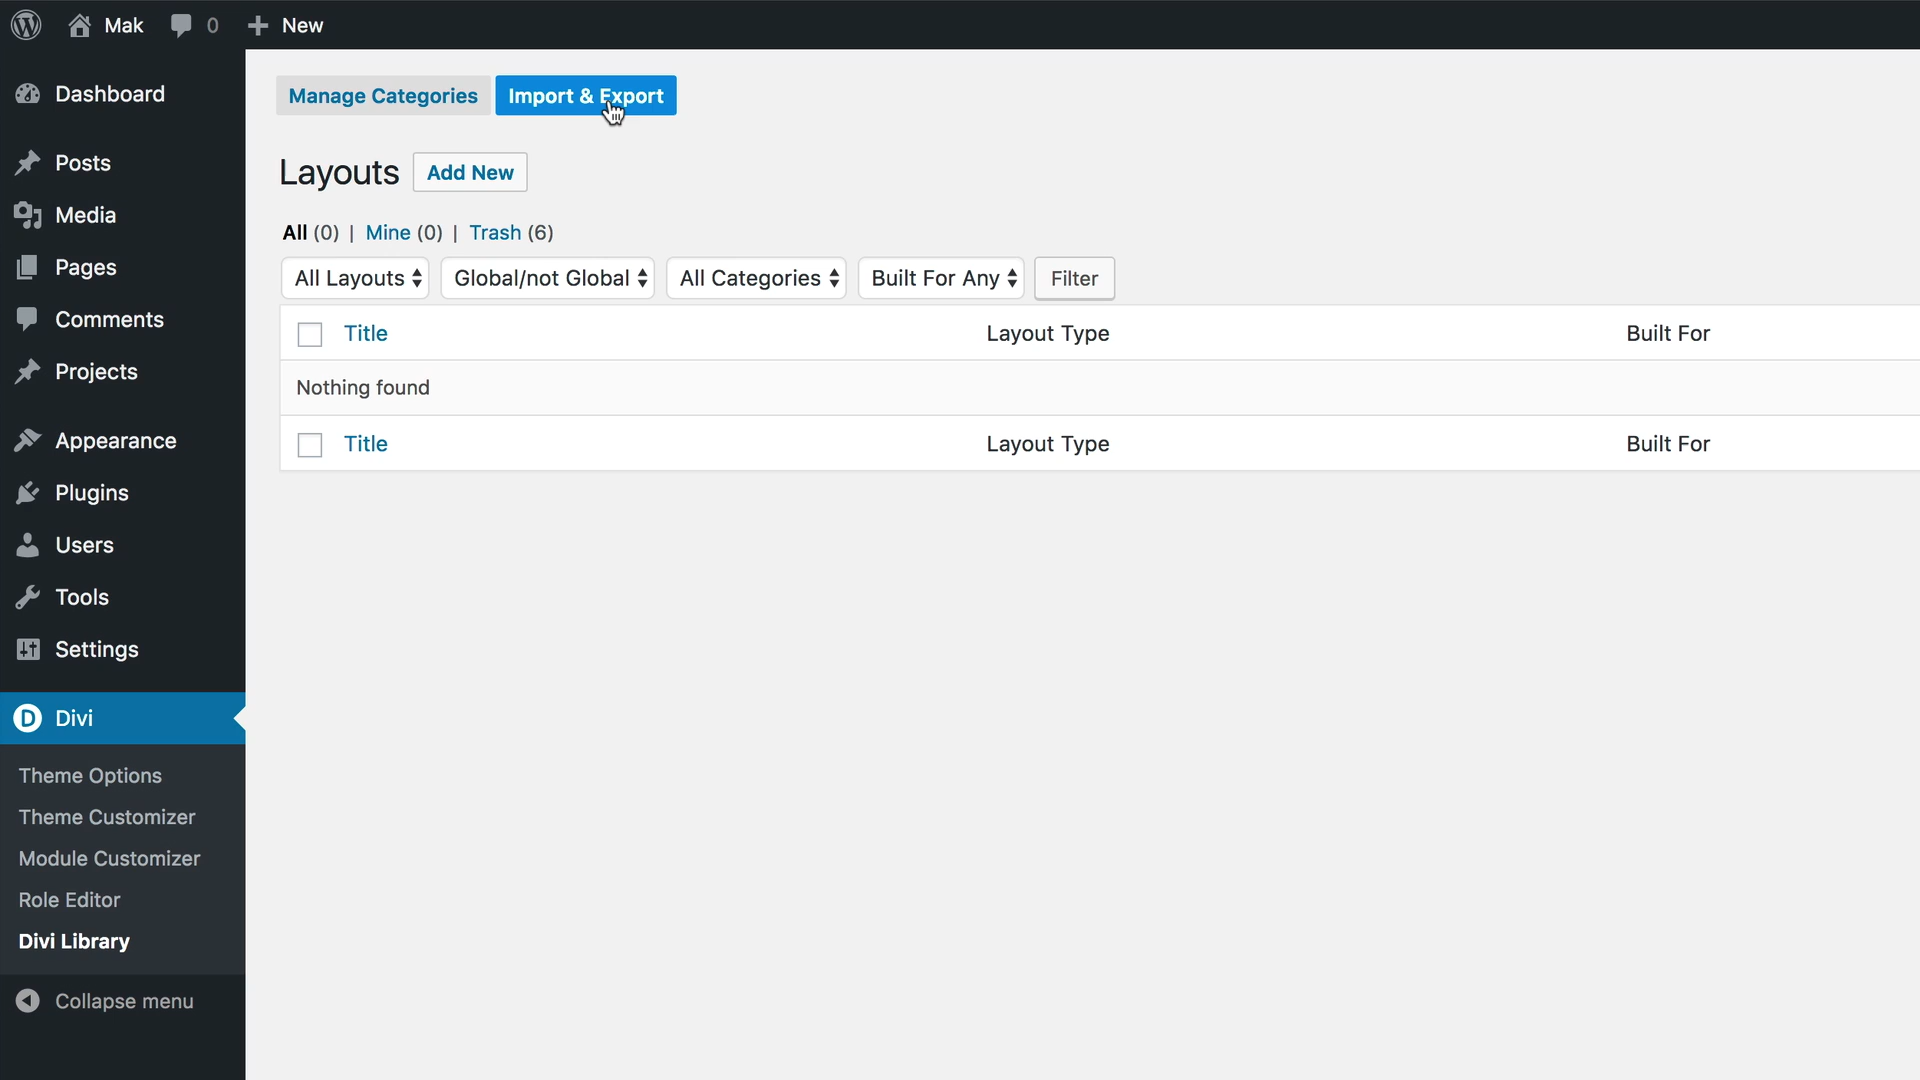 Mak 0 New
Dashboard
Posts
Media
Pages
Comments
Projects
Appearance
Plugins
Users
Tools
Settings
Divi
Theme Options
Theme Customizer
Module Customizer
Role Editor
Divi Library
Collapse menu
Manage Categories Import & Export
Layouts Add New
All (0) | Mine (0) | Trash (6)
All Layouts Global/not Global All Categories Built For Any Filter
Title Layout Type Built For
Nothing found
Title Layout Type Built For